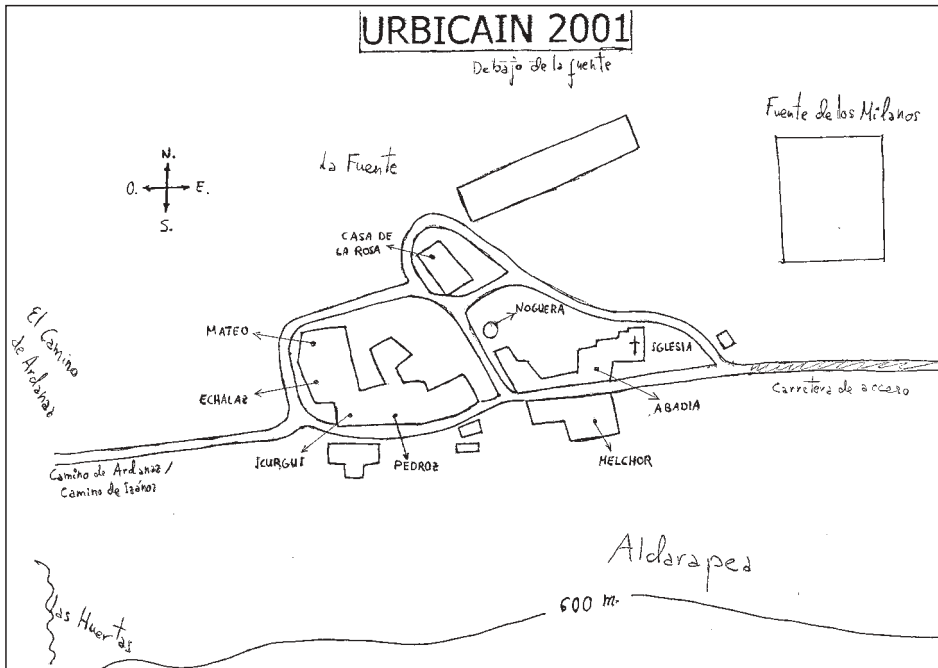 URBICAIN 2001
Debajo de la fuente
Fuente de los Milanos
La Fuente
N.
O.
E.
S.
CASA DE
LA ROSA
NOGUERA
MATEO
IGLESIA
El Camino
de Ardanaz
ECHALAZ
Carretera de acceso
ABADIA
ICURGUI
PEDROZ
MELCHOR
Camino de Ardanaz /
Camino de Izánoz
Aldarapea
600 m.
Las Huertas